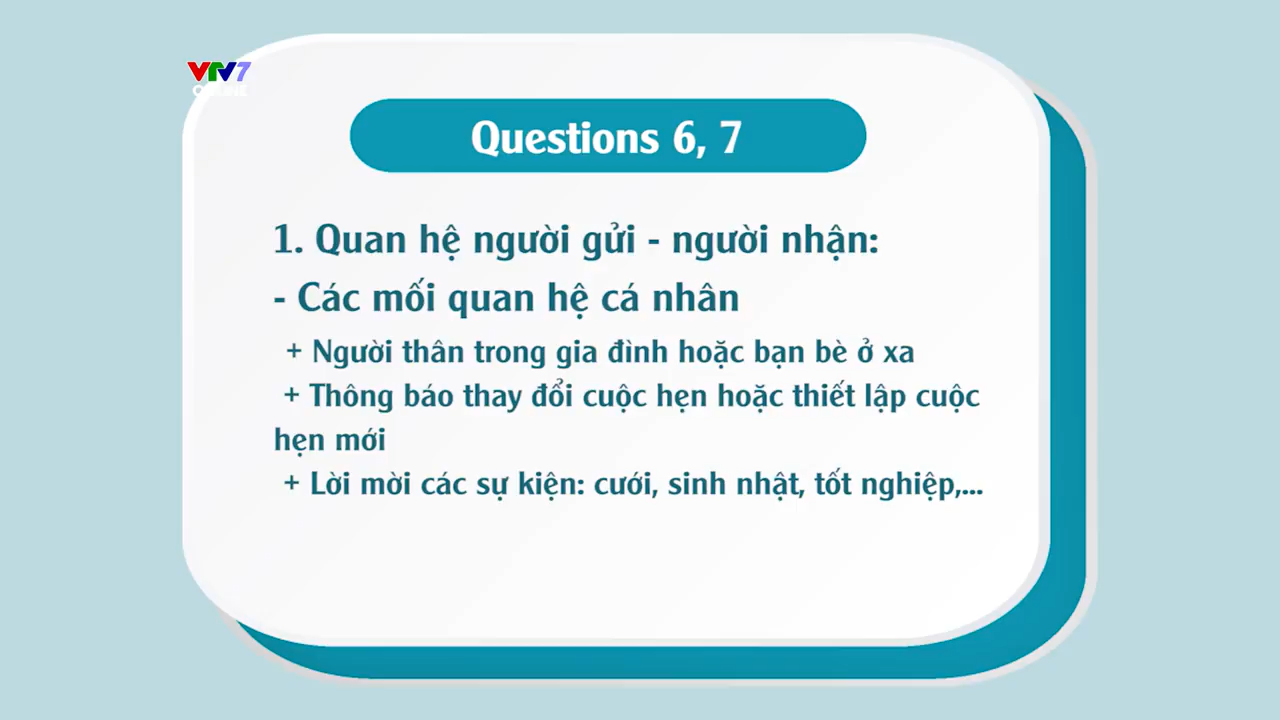 VTV7
ONLINE
Questions 6, 7
1. Quan hệ người gửi - người nhận:
- Các mối quan hệ cá nhân
+ Người thân trong gia đình hoặc bạn bè ở xa
+ Thông báo thay đổi cuộc hẹn hoặc thiết lập cuộc
hẹn mới
+ Lời mời các sự kiện: cưới, sinh nhật, tốt nghiệp,...